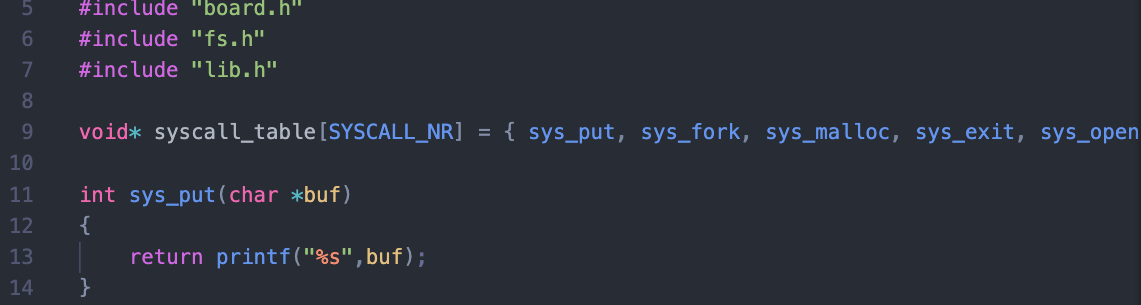 5 #include "board.h"
6 #include "fs.h"
7 #include "lib.h"
8
9 void* syscall_table[SYSCALL_NR] = { sys_put, sys_fork, sys_malloc, sys_exit, sys_open
10
11 int sys_put(char *buf)
12 {
13     return printf("%s",buf);
14 }